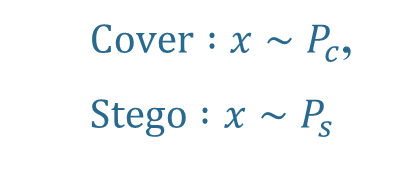 Cover : x ~ P_c,
Stego : x ~ P_s